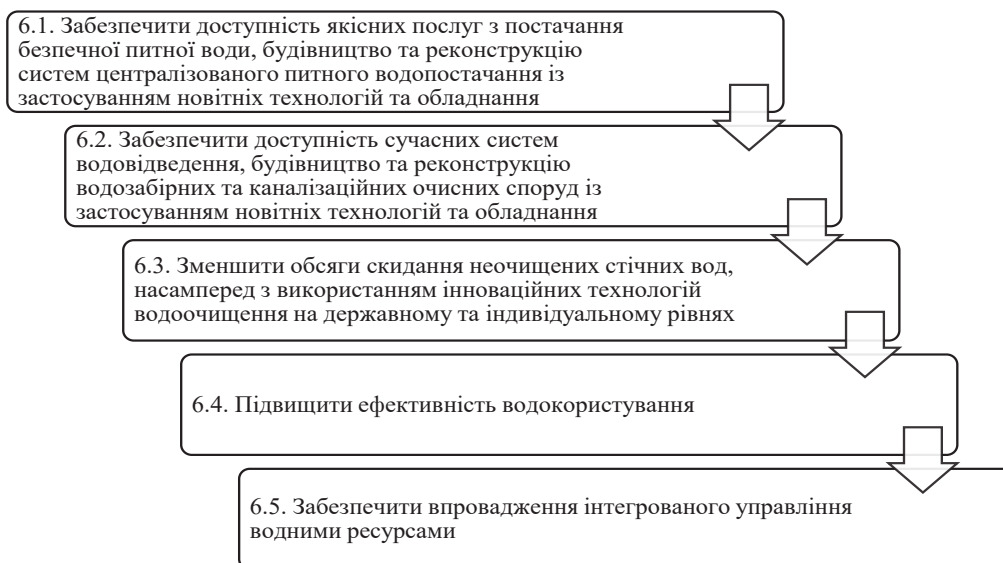 6.1. Забезпечити доступність якісних послуг з постачання
безпечної питної води, будівництво та реконструкцію
систем централізованого питного водопостачання із
застосуванням новітніх технологій та обладнання
6.2. Забезпечити доступність сучасних систем
водовідведення, будівництво та реконструкцію
водозабірних та каналізаційних очисних споруд із
застосуванням новітніх технологій та обладнання
6.3. Зменшити обсяги скидання неочищених стічних вод,
насамперед з використанням інноваційних технологій
водоочищення на державному та індивідуальному рівнях
6.4. Підвищити ефективність водокористування
6.5. Забезпечити впровадження інтегрованого управління
водними ресурсами